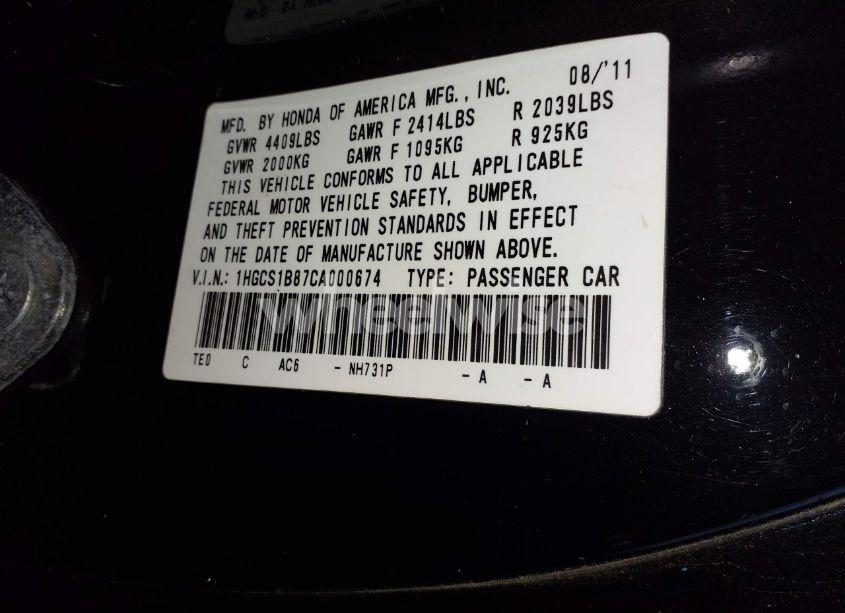 MFD. BY HONDA OF AMERICA MFG., INC. 08/'11
GVWR 4409LBS GAWR F 2414LBS R 2039LBS
GVWR 2000KG GAWR F 1095KG R 925KG
THIS VEHICLE CONFORMS TO ALL APPLICABLE
FEDERAL MOTOR VEHICLE SAFETY, BUMPER,
AND THEFT PREVENTION STANDARDS IN EFFECT
ON THE DATE OF MANUFACTURE SHOWN ABOVE.
V.I.N.: 1HGCS1B87CA000674 TYPE: PASSENGER CAR
wheelwise
TE0 C AC6 - NH731P - A - A